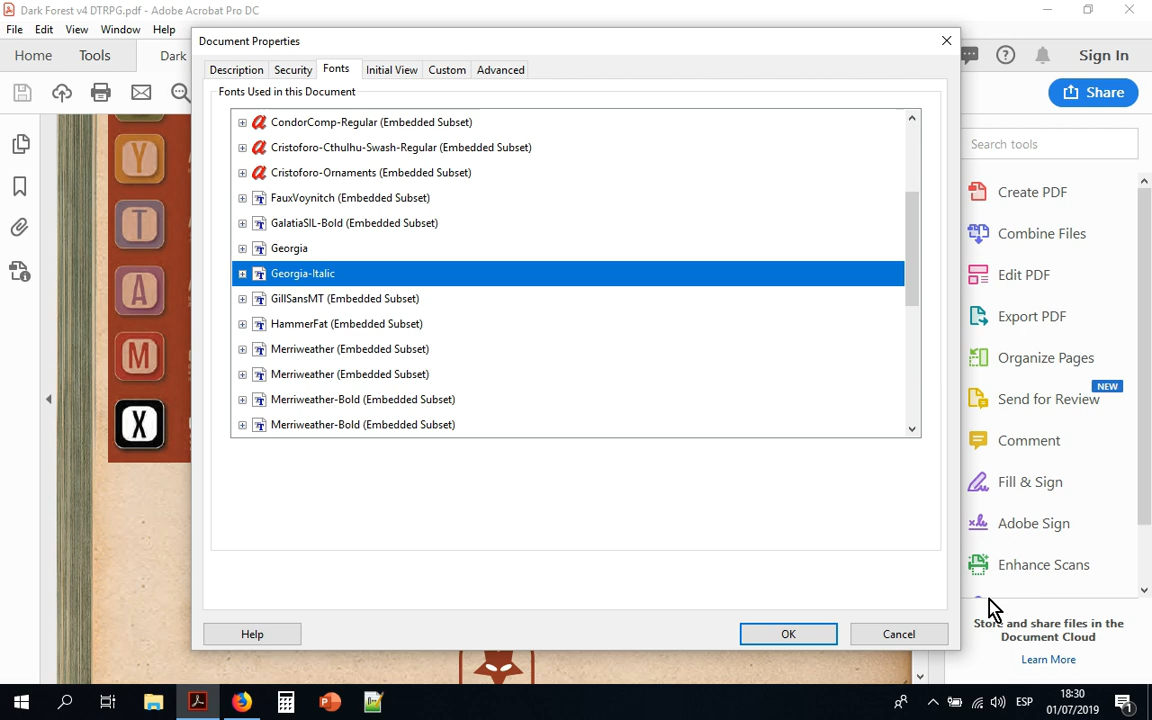 Dark Forest v4 DTRPG.pdf - Adobe Acrobat Pro DC
File Edit View Window Help
Home Tools Dark
Sign In
Share
Document Properties
Description Security Fonts Initial View Custom Advanced
Fonts Used in this Document
CondorComp-Regular (Embedded Subset)
Cristoforo-Cthulhu-Swash-Regular (Embedded Subset)
Cristoforo-Ornaments (Embedded Subset)
FauxVoynitch (Embedded Subset)
GalatiaSIL-Bold (Embedded Subset)
Georgia
Georgia-Italic
GillSansMT (Embedded Subset)
HammerFat (Embedded Subset)
Merriweather (Embedded Subset)
Merriweather (Embedded Subset)
Merriweather-Bold (Embedded Subset)
Merriweather-Bold (Embedded Subset)
Help
OK
Cancel
Y
T
A
M
X
Search tools
Create PDF
Combine Files
Edit PDF
Export PDF
Organize Pages
NEW
Send for Review
Comment
Fill & Sign
Adobe Sign
Enhance Scans
Store and share files in the
Document Cloud
Learn More
ESP
18:30
01/07/2019
1